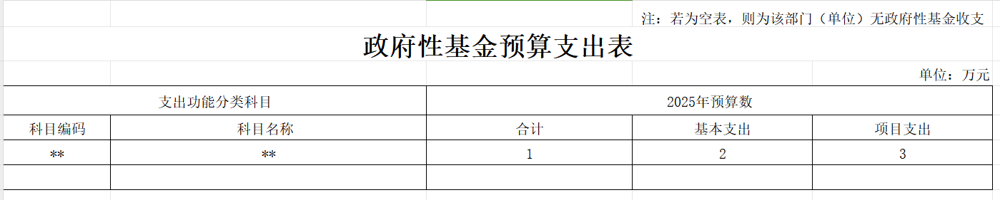 注：若为空表，则为该部门（单位）无政府性基金收支
政府性基金预算支出表
单位：万元
支出功能分类科目 2025年预算数
科目编码 科目名称 合计 基本支出 项目支出
** ** 1 2 3